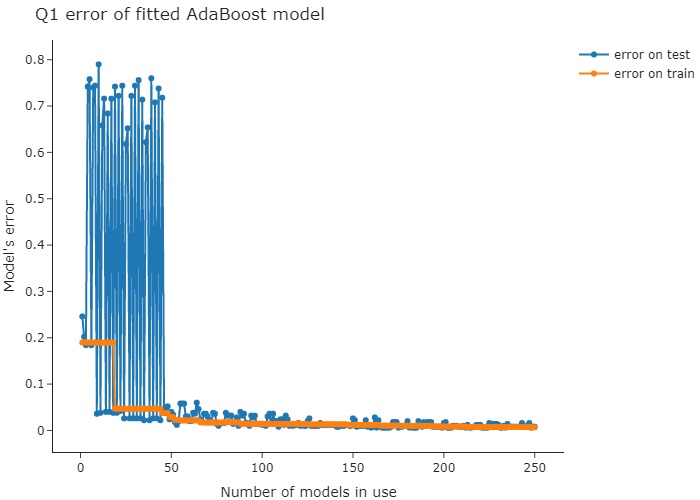 Q1 error of fitted AdaBoost model
error on test
error on train
Model's error
0.8
0.7
0.6
0.5
0.4
0.3
0.2
0.1
0
0 50 100 150 200 250
Number of models in use